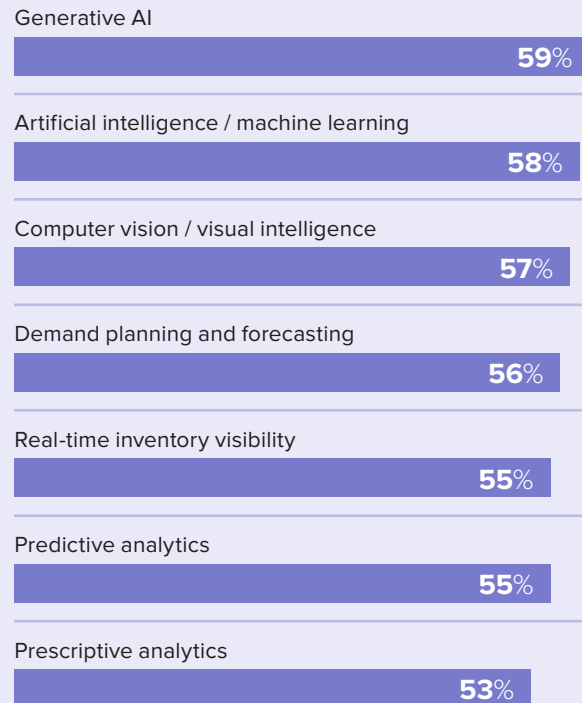 Generative AI
59%
Artificial intelligence / machine learning
58%
Computer vision / visual intelligence
57%
Demand planning and forecasting
56%
Real-time inventory visibility
55%
Predictive analytics
55%
Prescriptive analytics
53%